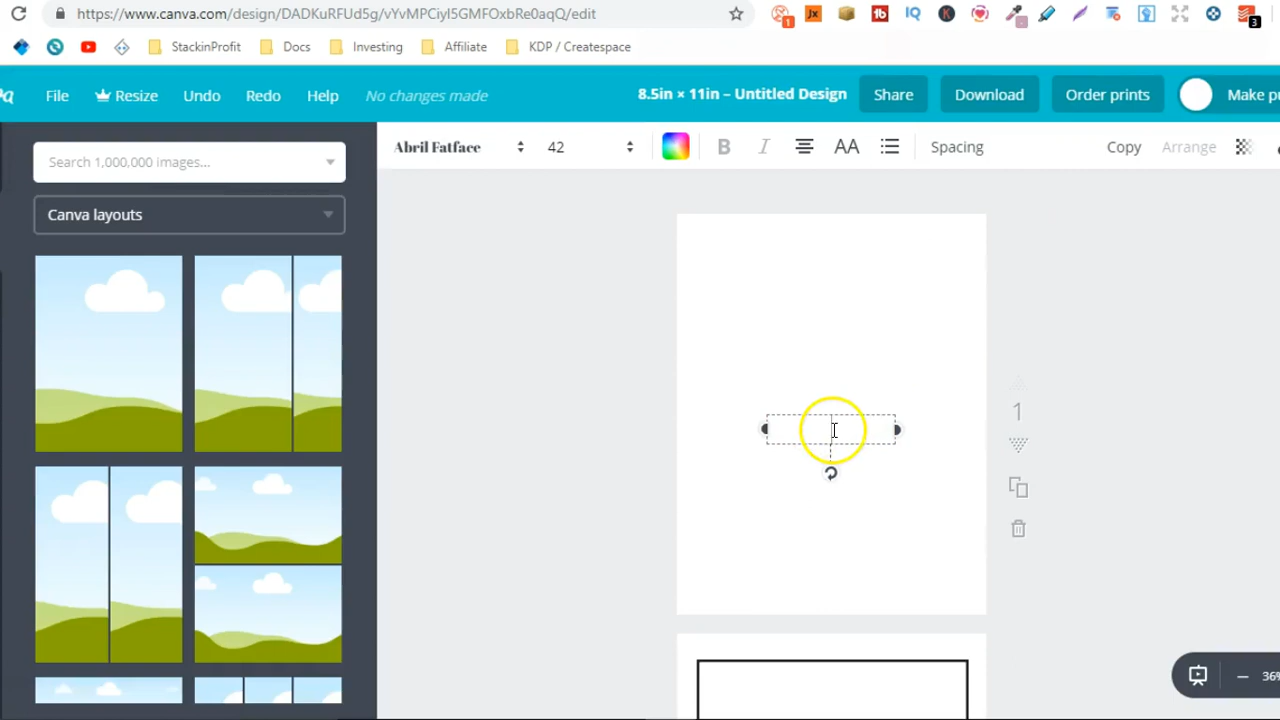 https://www.canva.com/design/DADKuRFUd5g/vYvMPCiyI5GMFOxbRe0aqQ/edit
StackinProfit
Docs
Investing
Affiliate
KDP / Createspace
File
Resize
Undo
Redo
Help
No changes made
8.5in × 11in – Untitled Design
Share
Download
Order prints
Make pu
Abril Fatface
42
B
I
AA
Spacing
Copy
Arrange
Search 1,000,000 images...
Canva layouts
1
36%